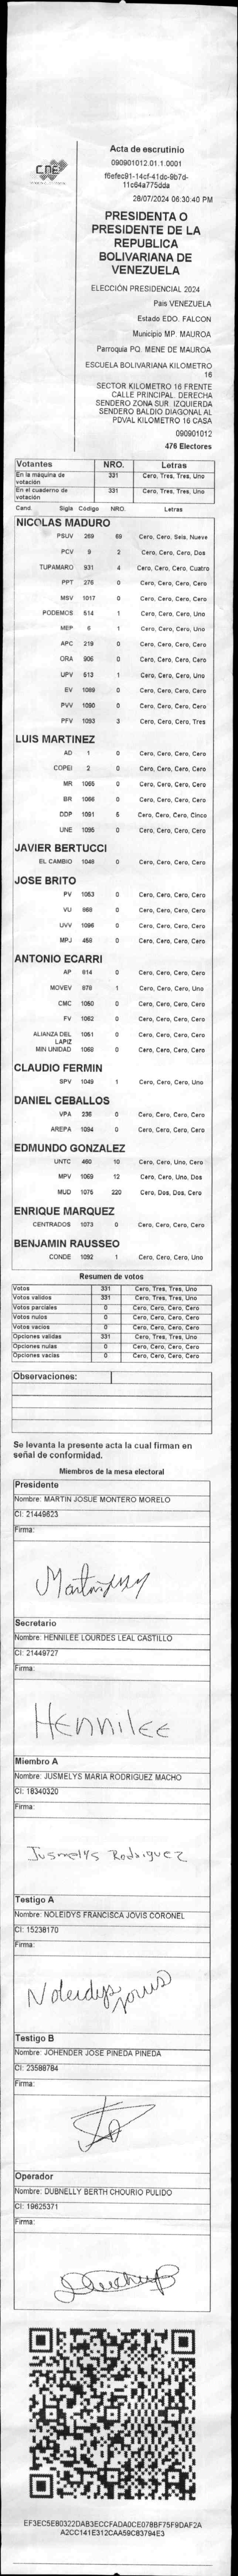 CNE
Acta de escrutinio
090901012.01.1.0001
f6efec91-14cf-41dc-9b7d-
11c64a775dda
28/07/2024 06:30:40 PM
PRESIDENTA O
PRESIDENTE DE LA
REPUBLICA
BOLIVARIANA DE
VENEZUELA
ELECCIÓN PRESIDENCIAL 2024
Pais VENEZUELA
Estado EDO. FALCON
Municipio MP. MAUROA
Parroquia PQ. MENE DE MAUROA
ESCUELA BOLIVARIANA KILOMETRO
16
SECTOR KILOMETRO 16 FRENTE
CALLE PRINCIPAL. DERECHA
SENDERO ZONA SUR. IZQUIERDA
SENDERO BALDIO DIAGONAL AL
PDVAL KILOMETRO 16 CASA
090901012
476 Electores
Votantes NRO. Letras
En la maquina de votación 331 Cero, Tres, Tres, Uno
En el cuaderno de votación 331 Cero, Tres, Tres, Uno
Cand. Sigla Código NRO. Letras
NICOLAS MADURO
PSUV 269 69 Cero, Cero, Seis, Nueve
PCV 9 2 Cero, Cero, Cero, Dos
TUPAMARO 931 4 Cero, Cero, Cero, Cuatro
PPT 276 0 Cero, Cero, Cero, Cero
MSV 1017 0 Cero, Cero, Cero, Cero
PODEMOS 514 1 Cero, Cero, Cero, Uno
MEP 6 1 Cero, Cero, Cero, Uno
APC 219 0 Cero, Cero, Cero, Cero
ORA 906 0 Cero, Cero, Cero, Cero
UPV 513 1 Cero, Cero, Cero, Uno
EV 1088 0 Cero, Cero, Cero, Cero
PVV 1090 0 Cero, Cero, Cero, Cero
PFV 1093 3 Cero, Cero, Cero, Tres
LUIS MARTINEZ
AD 1 0 Cero, Cero, Cero, Cero
COPEI 2 0 Cero, Cero, Cero, Cero
MR 1065 0 Cero, Cero, Cero, Cero
BR 1066 0 Cero, Cero, Cero, Cero
DDP 1091 5 Cero, Cero, Cero, Cinco
UNE 1095 0 Cero, Cero, Cero, Cero
JAVIER BERTUCCI
EL CAMBIO 1048 0 Cero, Cero, Cero, Cero
JOSE BRITO
PV 1053 0 Cero, Cero, Cero, Cero
VU 868 0 Cero, Cero, Cero, Cero
UVV 1096 0 Cero, Cero, Cero, Cero
MPJ 458 0 Cero, Cero, Cero, Cero
ANTONIO ECARRI
AP 814 0 Cero, Cero, Cero, Cero
MOVEV 878 1 Cero, Cero, Cero, Uno
CMC 1050 0 Cero, Cero, Cero, Cero
FV 1062 0 Cero, Cero, Cero, Cero
ALIANZA DEL LAPIZ 1051 0 Cero, Cero, Cero, Cero
MIN UNIDAD 1068 0 Cero, Cero, Cero, Cero
CLAUDIO FERMIN
SPV 1049 1 Cero, Cero, Cero, Uno
DANIEL CEBALLOS
VPA 236 0 Cero, Cero, Cero, Cero
AREPA 1094 0 Cero, Cero, Cero, Cero
EDMUNDO GONZALEZ
UNTC 460 10 Cero, Cero, Uno, Cero
MPV 1069 12 Cero, Cero, Uno, Dos
MUD 1075 220 Cero, Dos, Dos, Cero
ENRIQUE MARQUEZ
CENTRADOS 1073 0 Cero, Cero, Cero, Cero
BENJAMIN RAUSSEO
CONDE 1092 1 Cero, Cero, Cero, Uno
Resumen de votos
Votos 331 Cero, Tres, Tres, Uno
Votos validos 331 Cero, Tres, Tres, Uno
Votos parciales 0 Cero, Cero, Cero, Cero
Votos nulos 0 Cero, Cero, Cero, Cero
Votos vacios 0 Cero, Cero, Cero, Cero
Opciones validas 331 Cero, Tres, Tres, Uno
Opciones nulas 0 Cero, Cero, Cero, Cero
Opciones vacias 0 Cero, Cero, Cero, Cero
Observaciones:
Se levanta la presente acta la cual firman en
señal de conformidad.
Miembros de la mesa electoral
Presidente
Nombre: MARTIN JOSUE MONTERO MORELO
CI: 21449623
Firma:
Secretario
Nombre: HENNILEE LOURDES LEAL CASTILLO
CI: 21449727
Firma:
Hennilee
Miembro A
Nombre: JUSMELYS MARIA RODRIGUEZ MACHO
CI: 18340320
Firma:
Jusmelys Rodriguez
Testigo A
Nombre: NOLEIDYS FRANCISCA JOVIS CORONEL
CI: 15238170
Firma:
Noleidys Jovis
Testigo B
Nombre: JOHENDER JOSE PINEDA PINEDA
CI: 23588784
Firma:
Operador
Nombre: DUBNELLY BERTH CHOURIO PULIDO
CI: 19625371
Firma:
EF3EC5E80322DAB3ECCFADA0CE078BF75F9DAF2A
A2CC141E312CAA59C83794E3